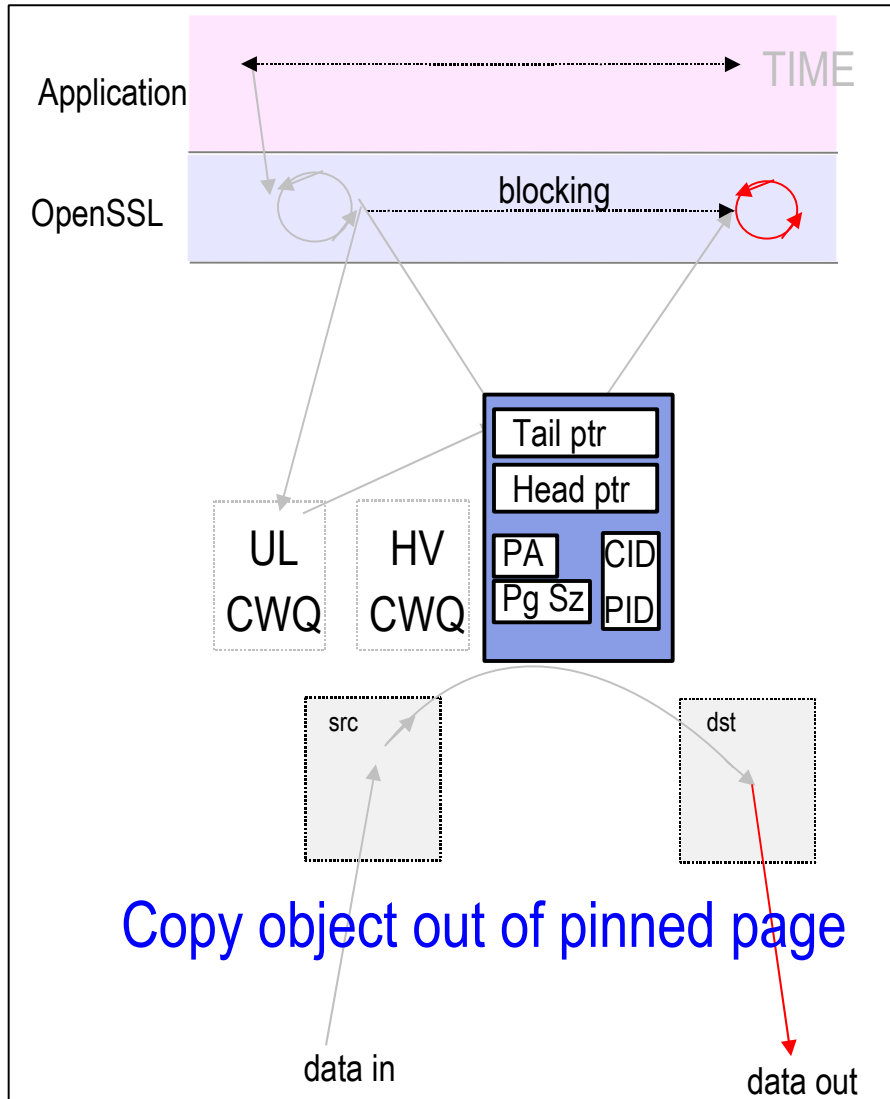 TIME
Application
blocking
OpenSSL
Tail ptr
Head ptr
UL
CWQ
HV
CWQ
PA
Pg Sz
CID
PID
src
dst
Copy object out of pinned page
data in
data out